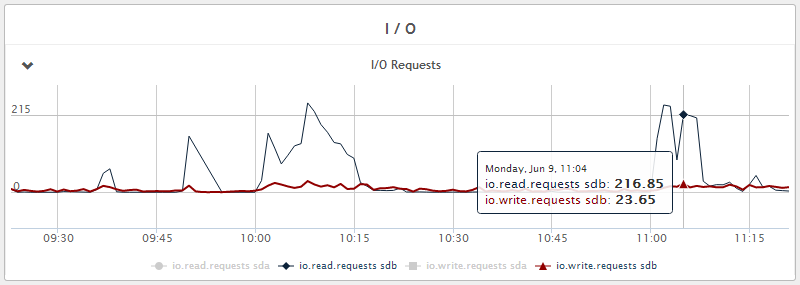 I/O
I/O Requests
215
0
Monday, Jun 9, 11:04
io.read.requests sdb: 216.85
io.write.requests sdb: 23.65
09:30 09:45 10:00 10:15 10:30 10:45 11:00 11:15
io.read.requests sda io.read.requests sdb io.write.requests sda io.write.requests sdb